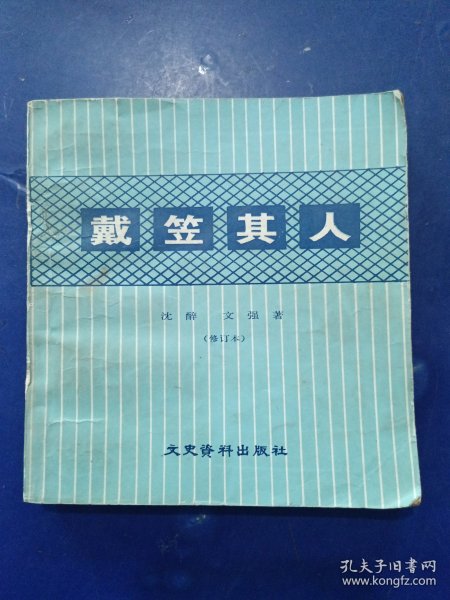 戴笠其人
沈醉 文强著
（修订本）
文史資料出版社
孔夫子旧书网
www.kongfz.com